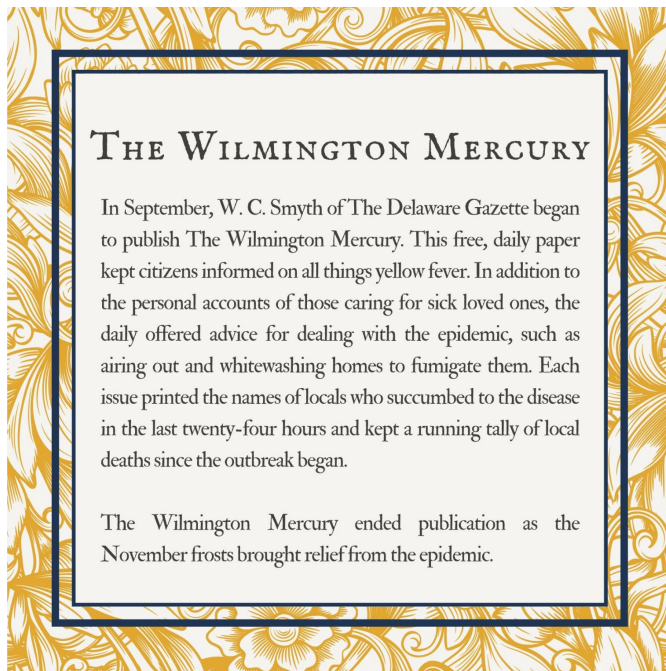 The Wilmington Mercury
In September, W. C. Smyth of The Delaware Gazette began
to publish The Wilmington Mercury. This free, daily paper
kept citizens informed on all things yellow fever. In addition to
the personal accounts of those caring for sick loved ones, the
daily offered advice for dealing with the epidemic, such as
airing out and whitewashing homes to fumigate them. Each
issue printed the names of locals who succumbed to the disease
in the last twenty-four hours and kept a running tally of local
deaths since the outbreak began.
The Wilmington Mercury ended publication as the
November frosts brought relief from the epidemic.